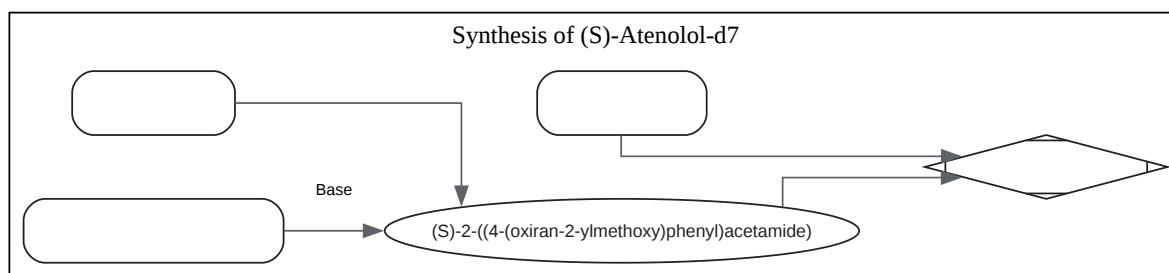 Synthesis of (S)-Atenolol-d7
Base
(S)-2-((4-(oxiran-2-ylmethoxy)phenyl)acetamide)